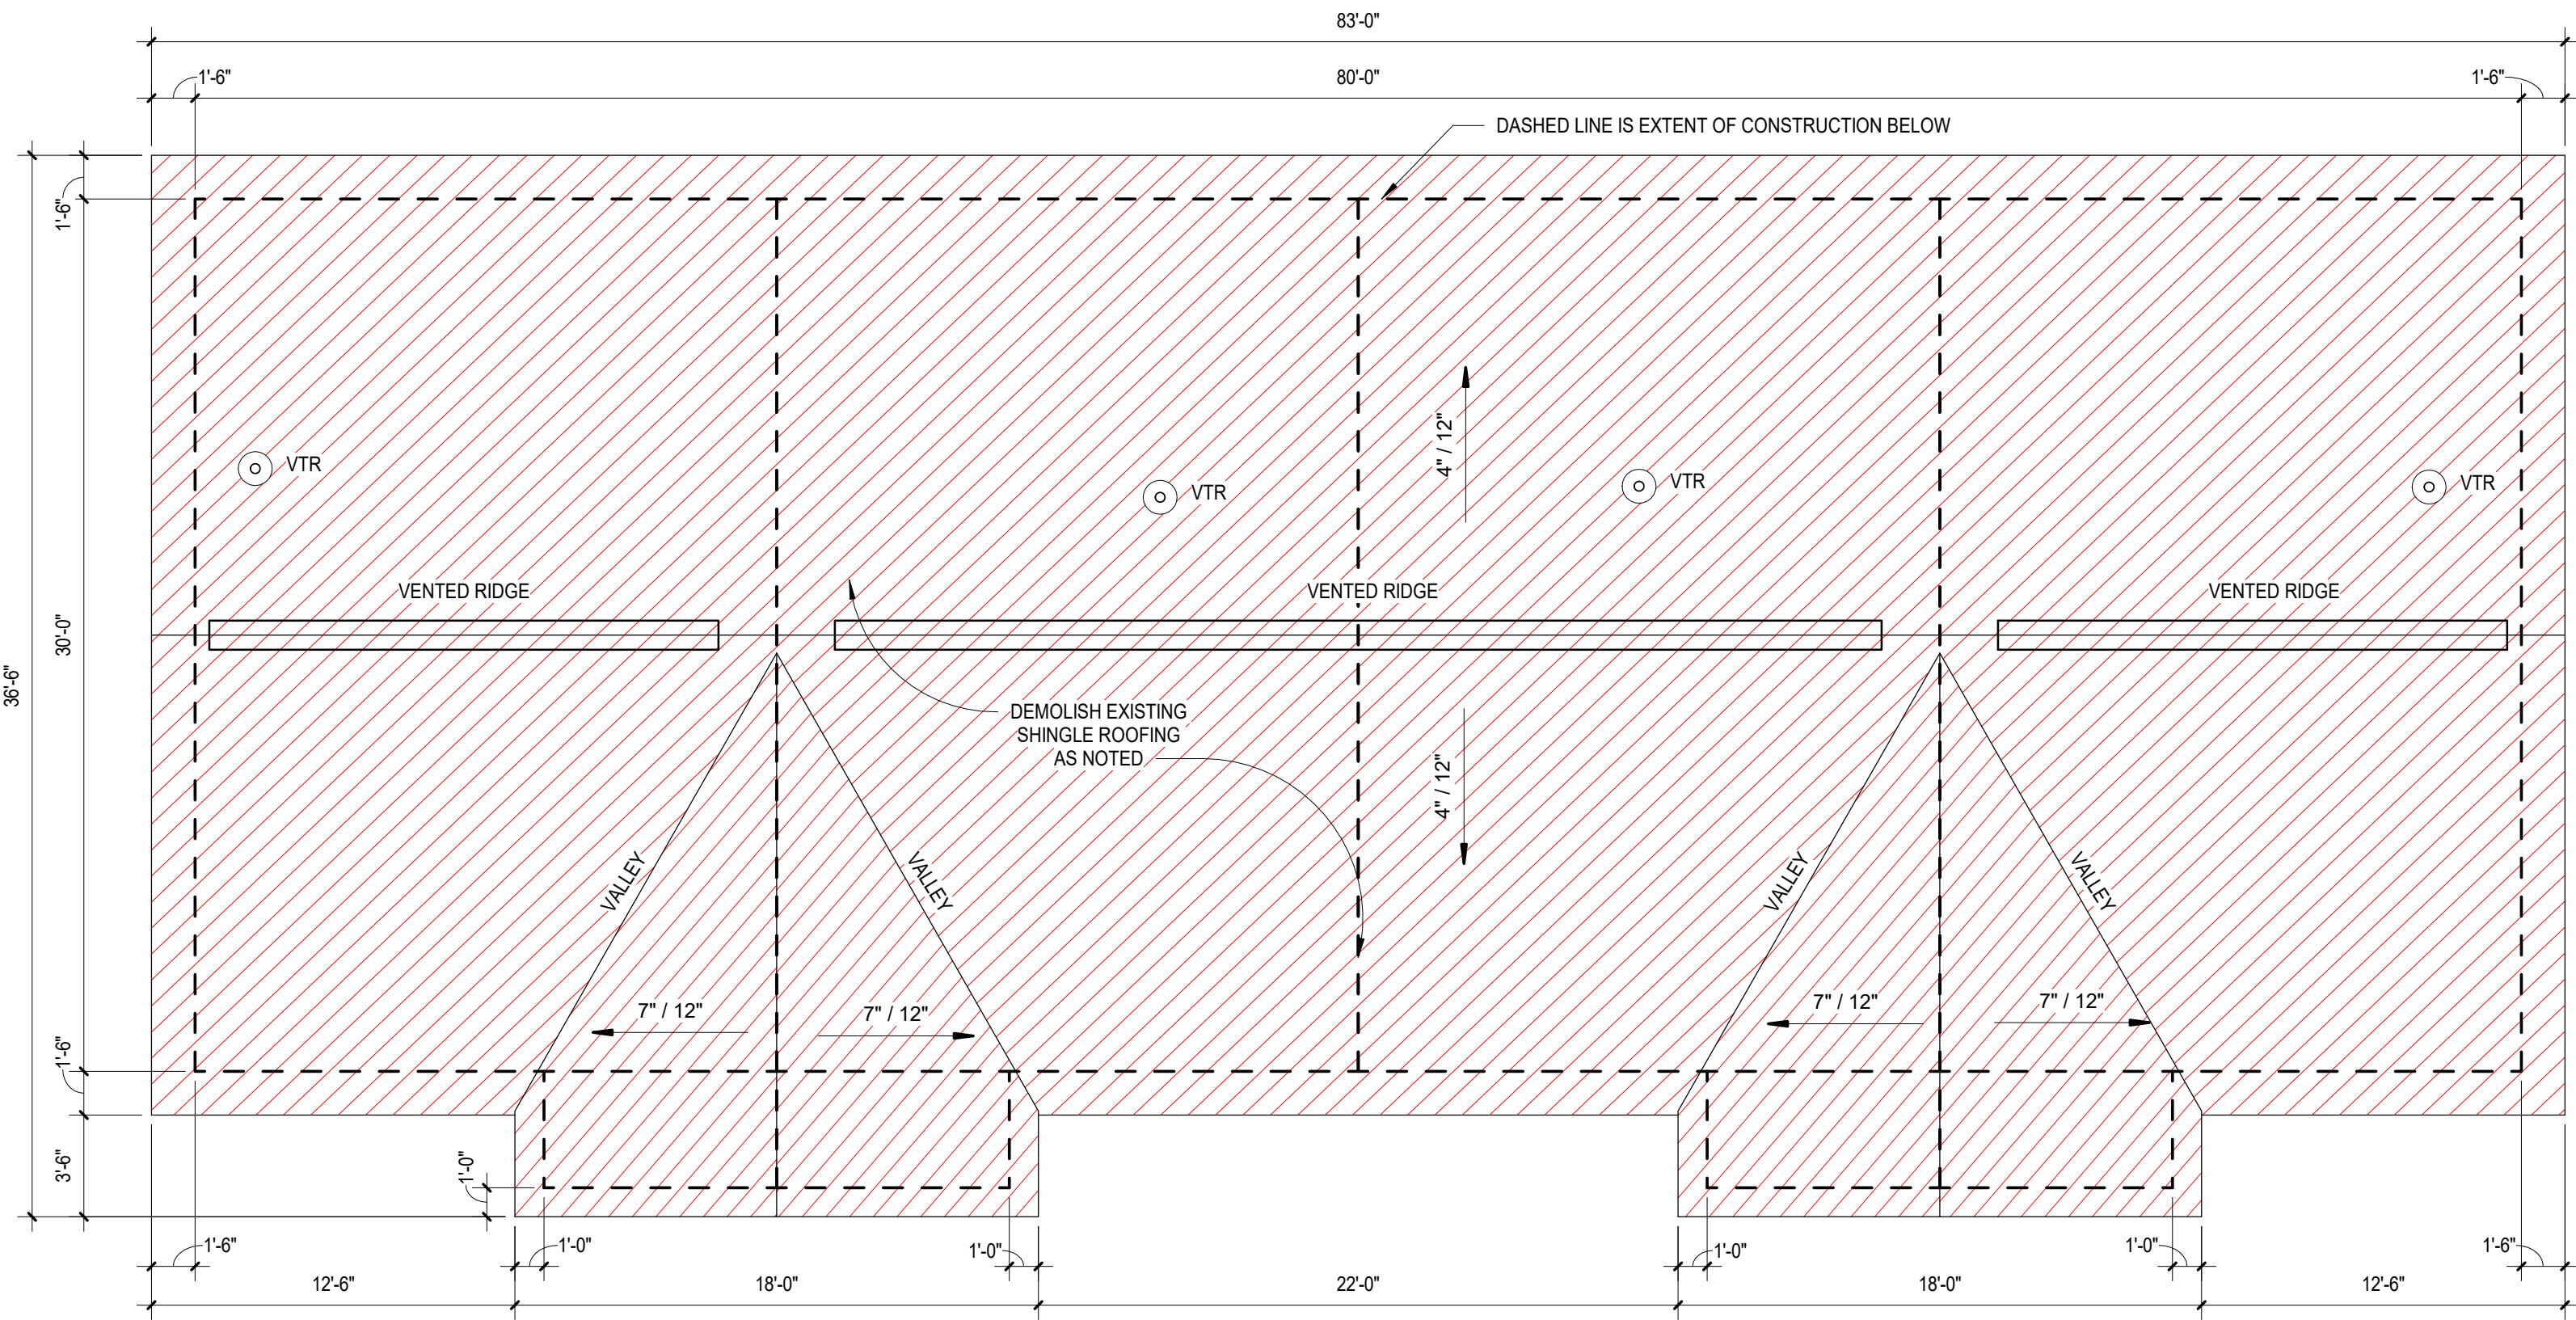 83'-0"
1'-6"
80'-0"
1'-6"
DASHED LINE IS EXTENT OF CONSTRUCTION BELOW
1'-6"
4" / 12"
VTR
VTR
VTR
VTR
VENTED RIDGE
VENTED RIDGE
VENTED RIDGE
30'-0"
36'-6"
DEMOLISH EXISTING
SHINGLE ROOFING
AS NOTED
4" / 12"
VALLEY
VALLEY
VALLEY
VALLEY
7" / 12"
7" / 12"
7" / 12"
7" / 12"
1'-6"
3'-6"
1'-0"
1'-6"
1'-0"
1'-0"
1'-0"
1'-0"
1'-6"
12'-6"
18'-0"
22'-0"
18'-0"
12'-6"